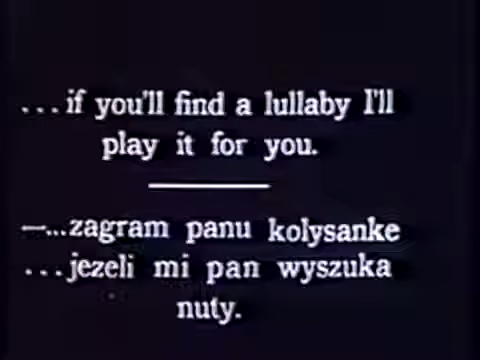 ...if you'll find a lullaby I'll
play it for you.
—...zagram panu kolysanke
...jezeli mi pan wyszuka
nuty.